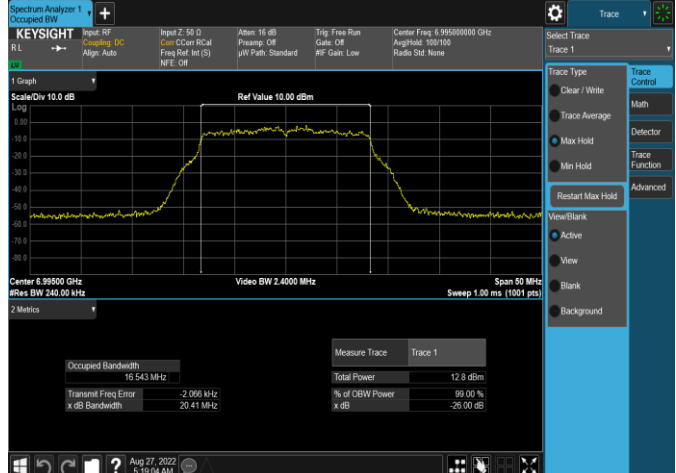 Spectrum Analyzer 1
Occupied BW
KEYSIGHT
R L
Input: RF
Coupling: DC
Align: Auto
Input Z: 50 Ω
Corr CCorr RCal
Freq Ref: Int (S)
NFE: Off
Atten: 16 dB
Preamp: Off
µW Path: Standard
Trig: Free Run
Gate: Off
#IF Gain: Low
Center Freq: 6.995000000 GHz
Avg|Hold: 100/100
Radio Std: None
LV
1 Graph
Scale/Div 10.0 dB
Ref Value 10.00 dBm
Log
0.00
-10.0
-20.0
-30.0
-40.0
-50.0
-60.0
-70.0
-80.0
Center 6.99500 GHz
#Res BW 240.00 kHz
Video BW 2.4000 MHz
Span 50 MHz
Sweep 1.00 ms (1001 pts)
2 Metrics
Occupied Bandwidth
16.543 MHz
Transmit Freq Error -2.066 kHz
x dB Bandwidth 20.41 MHz
Measure Trace Trace 1
Total Power 12.8 dBm
% of OBW Power 99.00 %
x dB -26.00 dB
Aug 27, 2022
5:19:04 AM
Trace
Select Trace
Trace 1
Trace Type
Clear / Write
Trace Average
Max Hold
Min Hold
Restart Max Hold
View/Blank
Active
View
Blank
Background
Trace
Control
Math
Detector
Trace
Function
Advanced